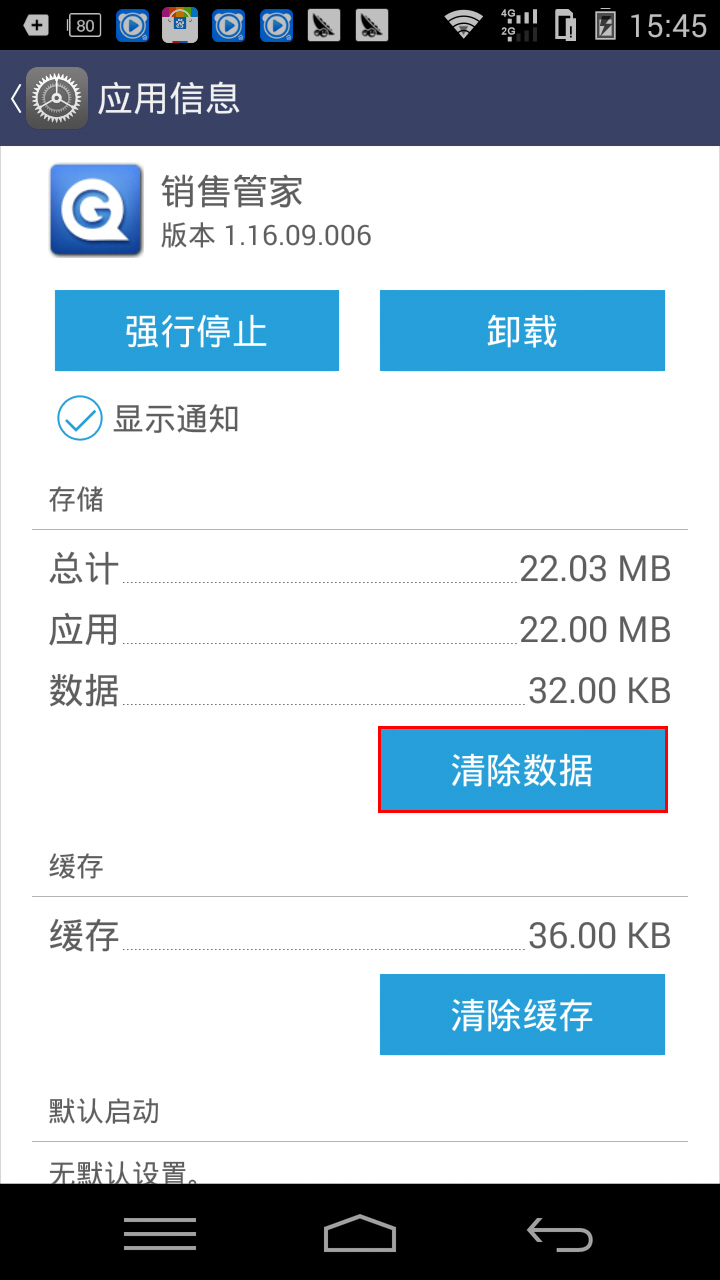 80 4G 2G 15:45
应用信息
销售管家
版本 1.16.09.006
强行停止 卸载
显示通知
存储
总计 22.03 MB
应用 22.00 MB
数据 32.00 KB
清除数据
缓存
缓存 36.00 KB
清除缓存
默认启动
无默认设置。